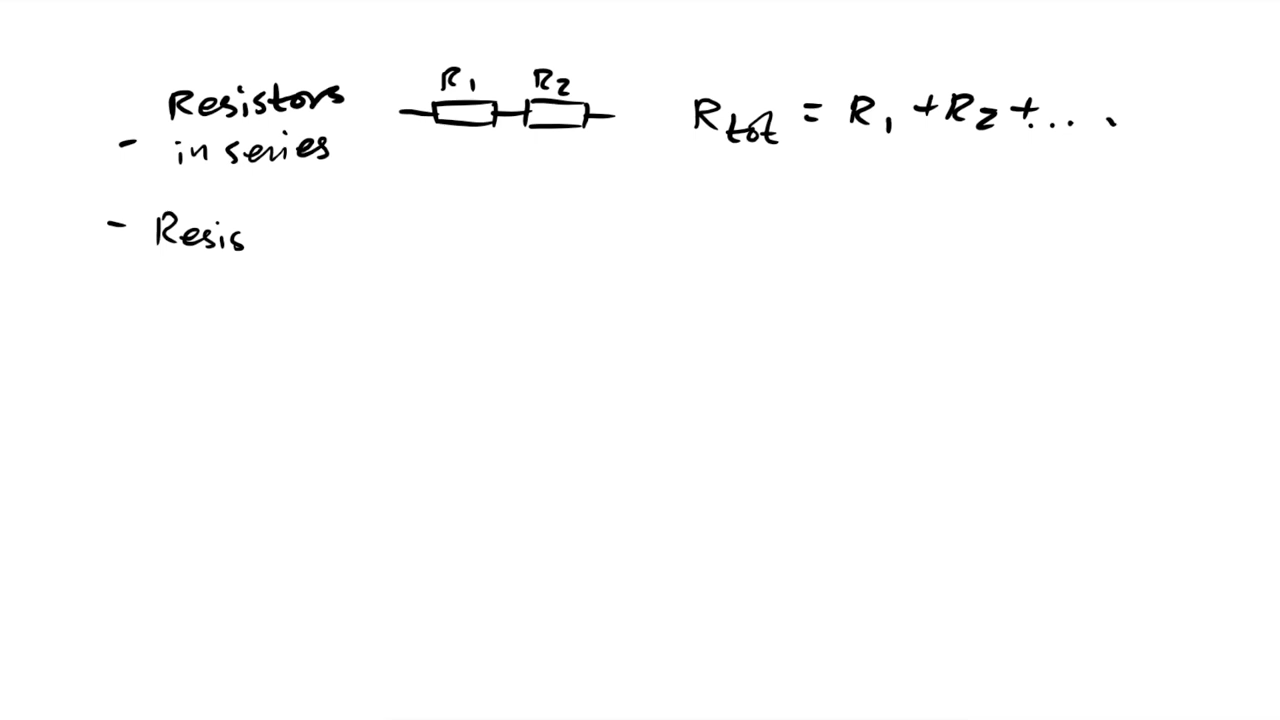 Resistors
- in series
R1 R2
Rtot = R1 + R2 + ....
- Resis